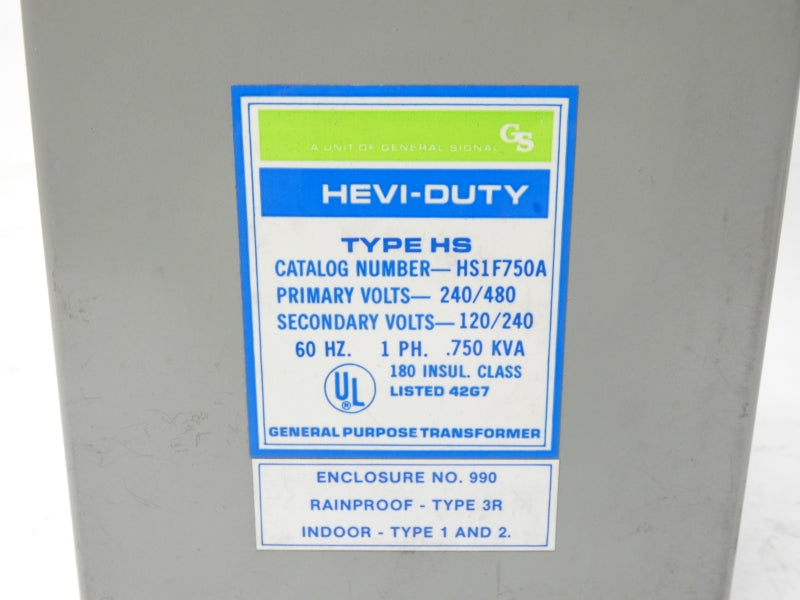 GS
A UNIT OF GENERAL SIGNAL
HEVI-DUTY
TYPE HS
CATALOG NUMBER— HS1F750A
PRIMARY VOLTS— 240/480
SECONDARY VOLTS— 120/240
60 HZ. 1 PH. .750 KVA
180 INSUL. CLASS
UL® LISTED 42G7
GENERAL PURPOSE TRANSFORMER
ENCLOSURE NO. 990
RAINPROOF - TYPE 3R
INDOOR - TYPE 1 AND 2.